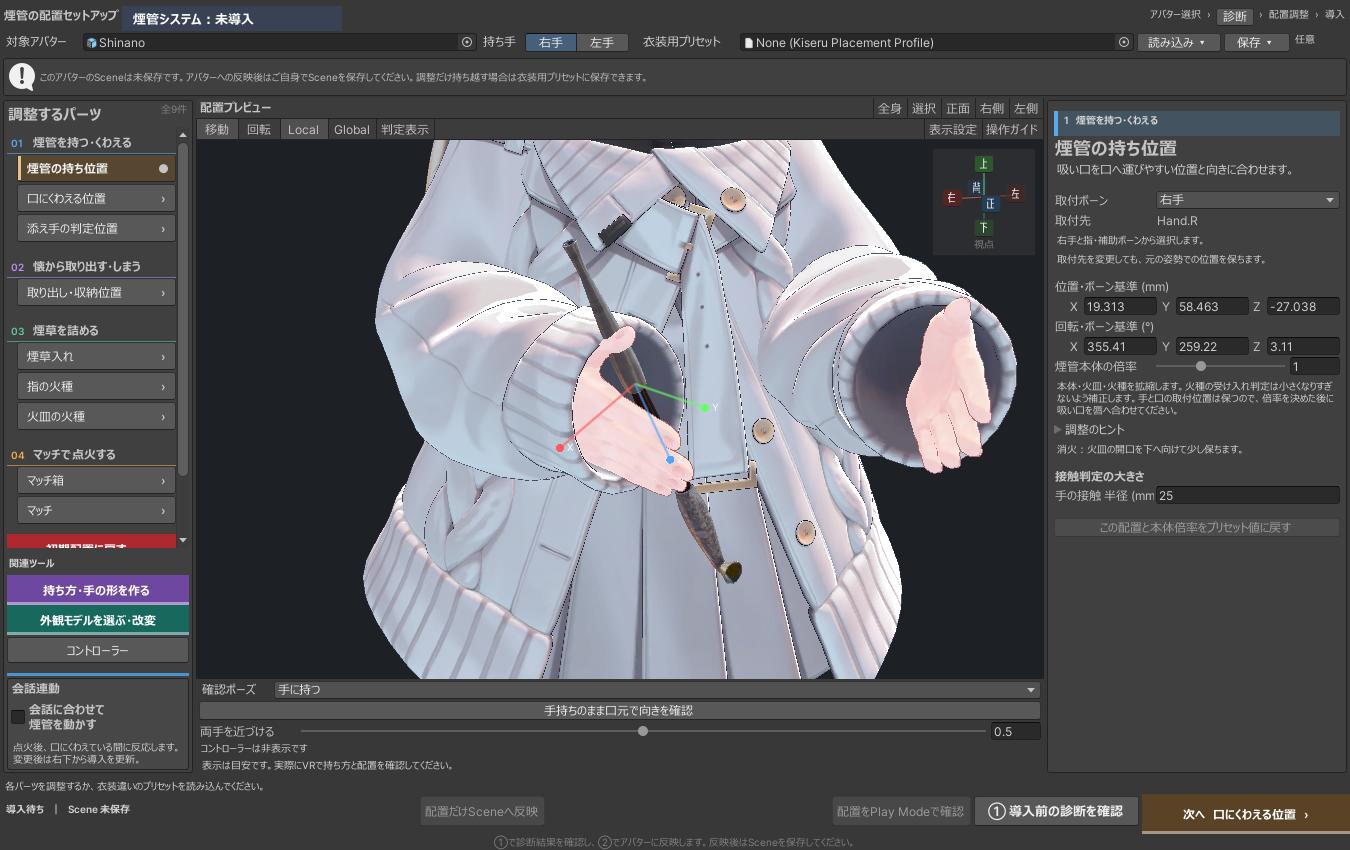 煙管の配置セットアップ
煙管システム：未導入
アバター選択 › 診断 › 配置調整 › 導入
対象アバター Shinano 持ち手 右手 左手 衣装用プリセット None (Kiseru Placement Profile) 読み込み 保存 任意
このアバターのSceneは未保存です。アバターへの反映後はご自身でSceneを保存してください。調整だけ持ち越す場合は衣装用プリセットに保存できます。
調整するパーツ 全9件
01 煙管を持つ・くわえる
煙管の持ち位置
口にくわえる位置 ›
添え手の判定位置 ›
02 懐から取り出す・しまう
取り出し・収納位置 ›
03 煙草を詰める
煙草入れ ›
指の火種 ›
火皿の火種 ›
04 マッチで点火する
マッチ箱 ›
マッチ ›
初期配置に戻す
関連ツール
持ち方・手の形を作る
外観モデルを選ぶ・改変
コントローラー
会話連動
会話に合わせて
煙管を動かす
点火後、口にくわえている間に反応します。
変更後は右下から導入を更新。
配置プレビュー
全身 選択 正面 右側 左側
移動 回転 Local Global 判定表示
表示設定 操作ガイド
上
背
右
左
正
下
視点
X
Y
確認ポーズ 手に持つ
手持ちのまま口元で向きを確認
両手を近づける 0.5
コントローラーは非表示です
表示は目安です。実際にVRで持ち方と配置を確認してください。
1 煙管を持つ・くわえる
煙管の持ち位置
吸い口を口へ運びやすい位置と向きに合わせます。
取付ボーン 右手
取付先 Hand.R
右手と指・補助ボーンから選択します。
取付先を変更しても、元の姿勢での位置を保ちます。
位置・ボーン基準 (mm)
X 19.313 Y 58.463 Z -27.038
回転・ボーン基準 (°)
X 355.41 Y 259.22 Z 3.11
煙管本体の倍率 1
本体・火皿・火種を拡縮します。火種の受け入れ判定は小さくなりすぎ
ないよう補正します。手と口の取付位置は保つので、倍率を決めた後に
吸い口を唇へ合わせてください。
調整のヒント
消火：火皿の開口を下へ向けて少し保ちます。
接触判定の大きさ
手の接触 半径 (mm 25
この配置と本体倍率をプリセット値に戻す
各パーツを調整するか、衣装違いのプリセットを読み込んでください。
導入待ち | Scene 未保存
配置だけSceneへ反映
配置をPlay Modeで確認
①導入前の診断を確認
次へ 口にくわえる位置 ›
①で診断結果を確認し、②でアバターに反映します。反映後はSceneを保存してください。